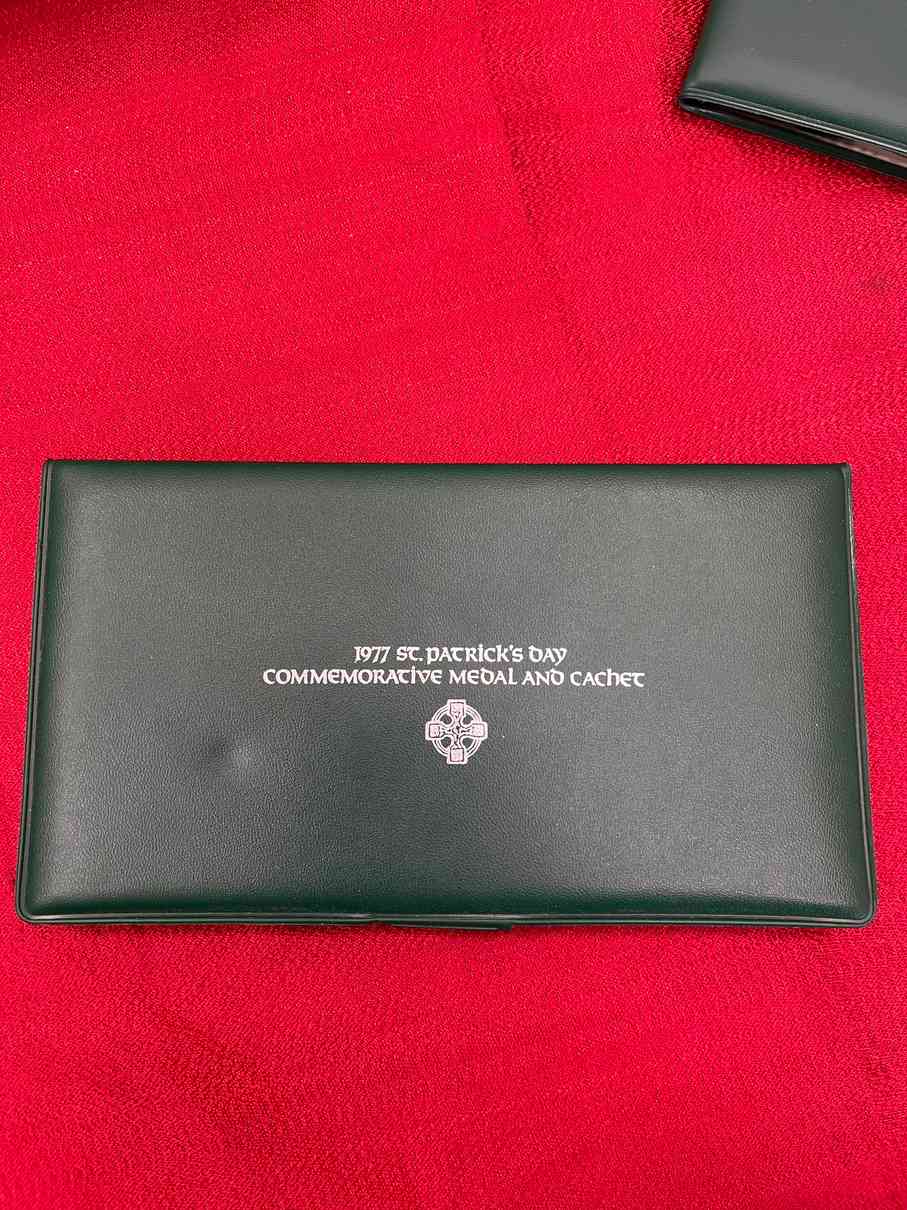 1977 St. Patrick's Day
Commemorative Medal and Cachet